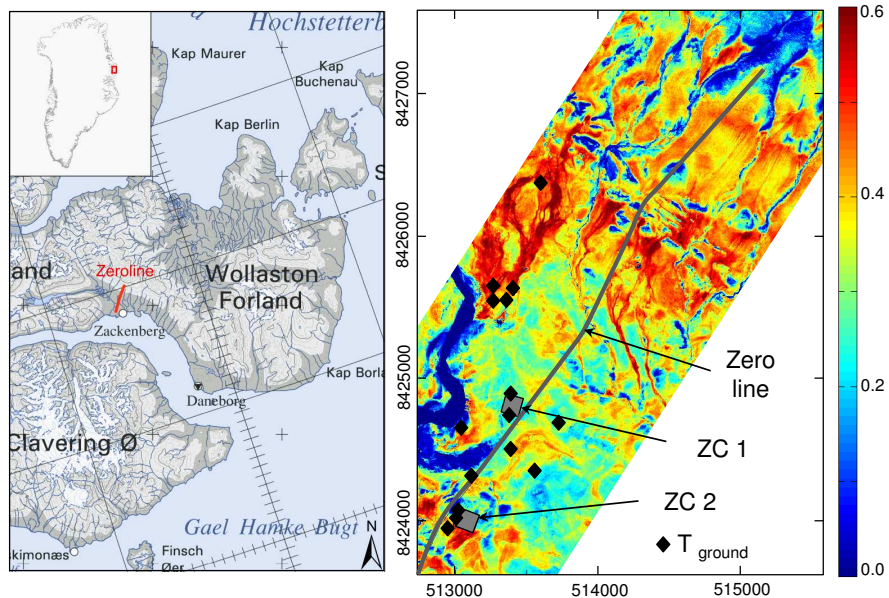 Hochstetterb
Kap Maurer
Kap
Buchenau
Kap Berlin
S
and
Zeroline
Wollaston
Forland
Zackenberg
Kap Borla
Daneborg
Clavering Ø
Gael Hamke Bugt
N
skimonæs
Finsch
Øer
8427000
8426000
8425000
8424000
513000
514000
515000
Zero
line
ZC 1
ZC 2
T ground
0.6
0.4
0.2
0.0